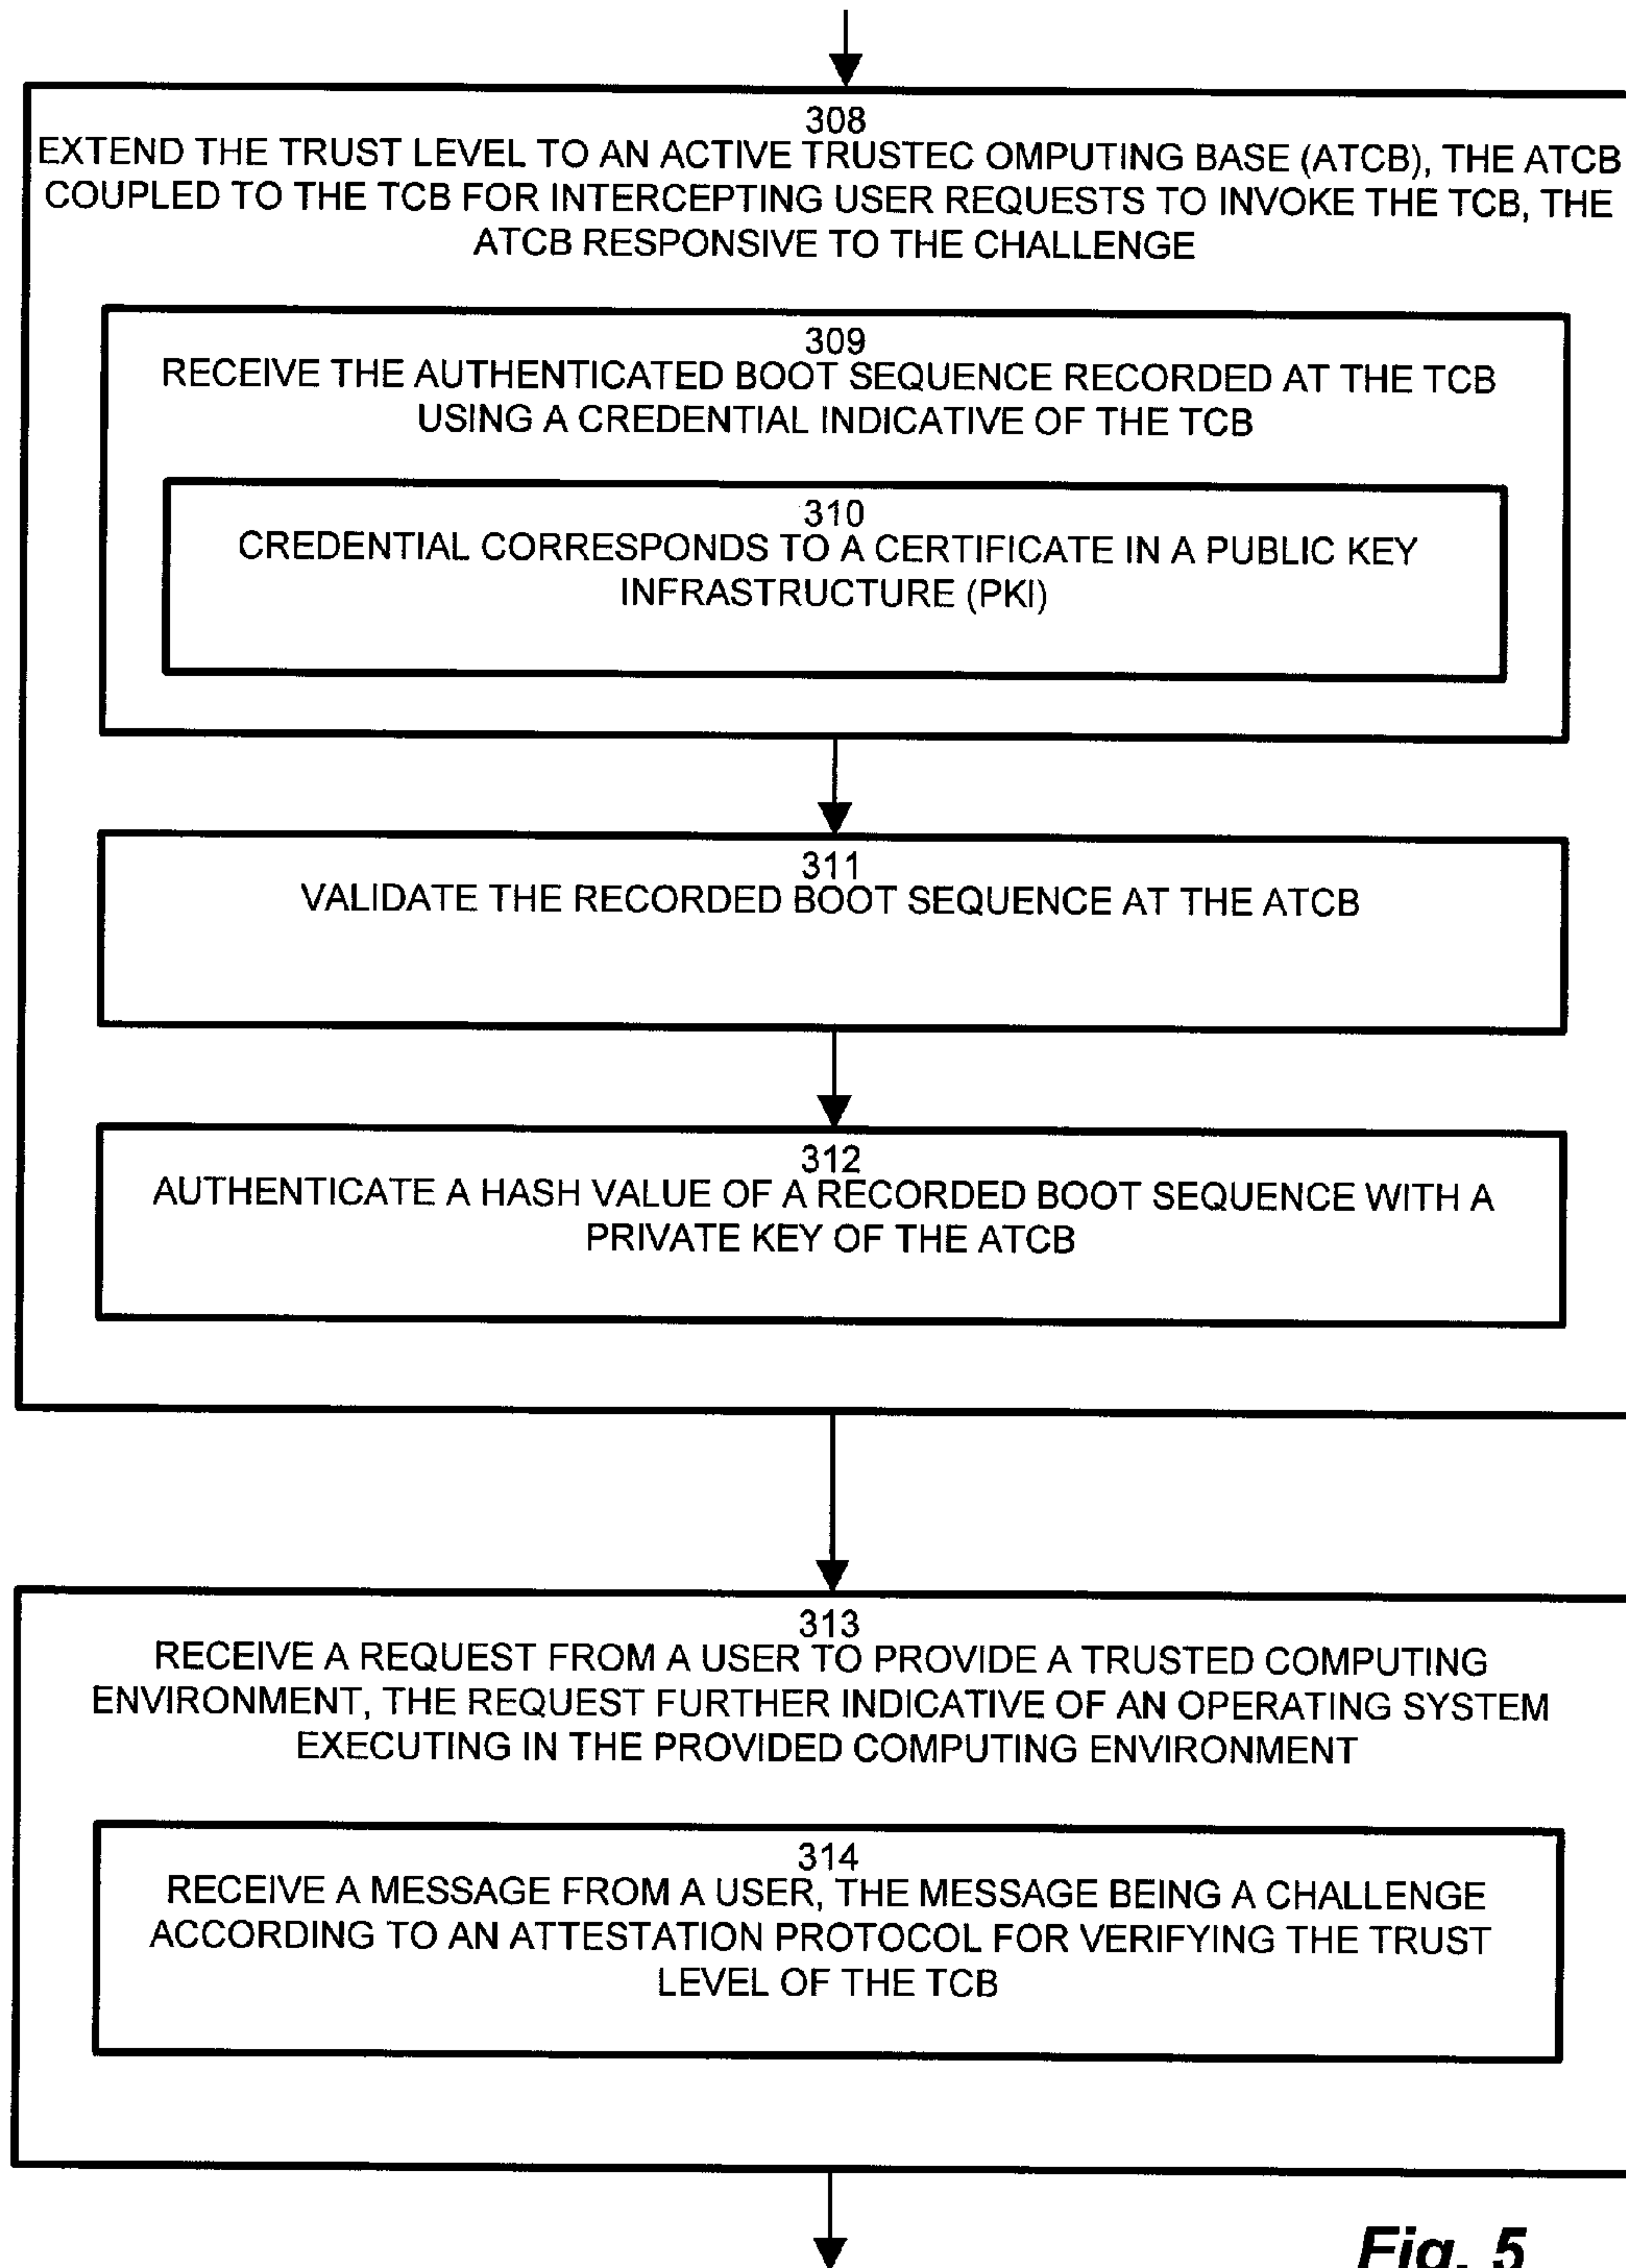 308
EXTEND THE TRUST LEVEL TO AN ACTIVE TRUSTEC OMPUTING BASE (ATCB), THE ATCB
COUPLED TO THE TCB FOR INTERCEPTING USER REQUESTS TO INVOKE THE TCB, THE
ATCB RESPONSIVE TO THE CHALLENGE
309
RECEIVE THE AUTHENTICATED BOOT SEQUENCE RECORDED AT THE TCB
USING A CREDENTIAL INDICATIVE OF THE TCB
310
CREDENTIAL CORRESPONDS TO A CERTIFICATE IN A PUBLIC KEY
INFRASTRUCTURE (PKI)
311
VALIDATE THE RECORDED BOOT SEQUENCE AT THE ATCB
312
AUTHENTICATE A HASH VALUE OF A RECORDED BOOT SEQUENCE WITH A
PRIVATE KEY OF THE ATCB
313
RECEIVE A REQUEST FROM A USER TO PROVIDE A TRUSTED COMPUTING
ENVIRONMENT, THE REQUEST FURTHER INDICATIVE OF AN OPERATING SYSTEM
EXECUTING IN THE PROVIDED COMPUTING ENVIRONMENT
314
RECEIVE A MESSAGE FROM A USER, THE MESSAGE BEING A CHALLENGE
ACCORDING TO AN ATTESTATION PROTOCOL FOR VERIFYING THE TRUST
LEVEL OF THE TCB
Fig. 5